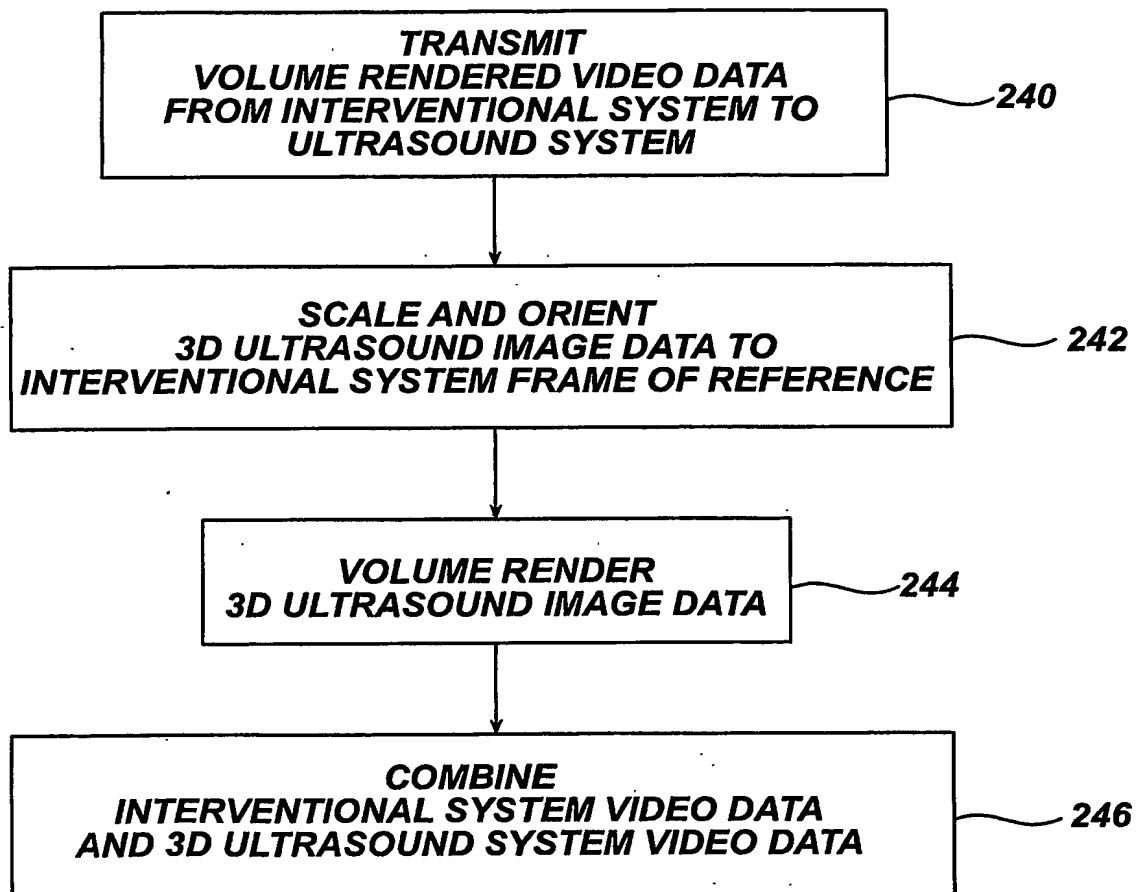 TRANSMIT
VOLUME RENDERED VIDEO DATA
FROM INTERVENTIONAL SYSTEM TO
ULTRASOUND SYSTEM
240
SCALE AND ORIENT
3D ULTRASOUND IMAGE DATA TO
INTERVENTIONAL SYSTEM FRAME OF REFERENCE
242
VOLUME RENDER
3D ULTRASOUND IMAGE DATA
244
COMBINE
INTERVENTIONAL SYSTEM VIDEO DATA
AND 3D ULTRASOUND SYSTEM VIDEO DATA
246